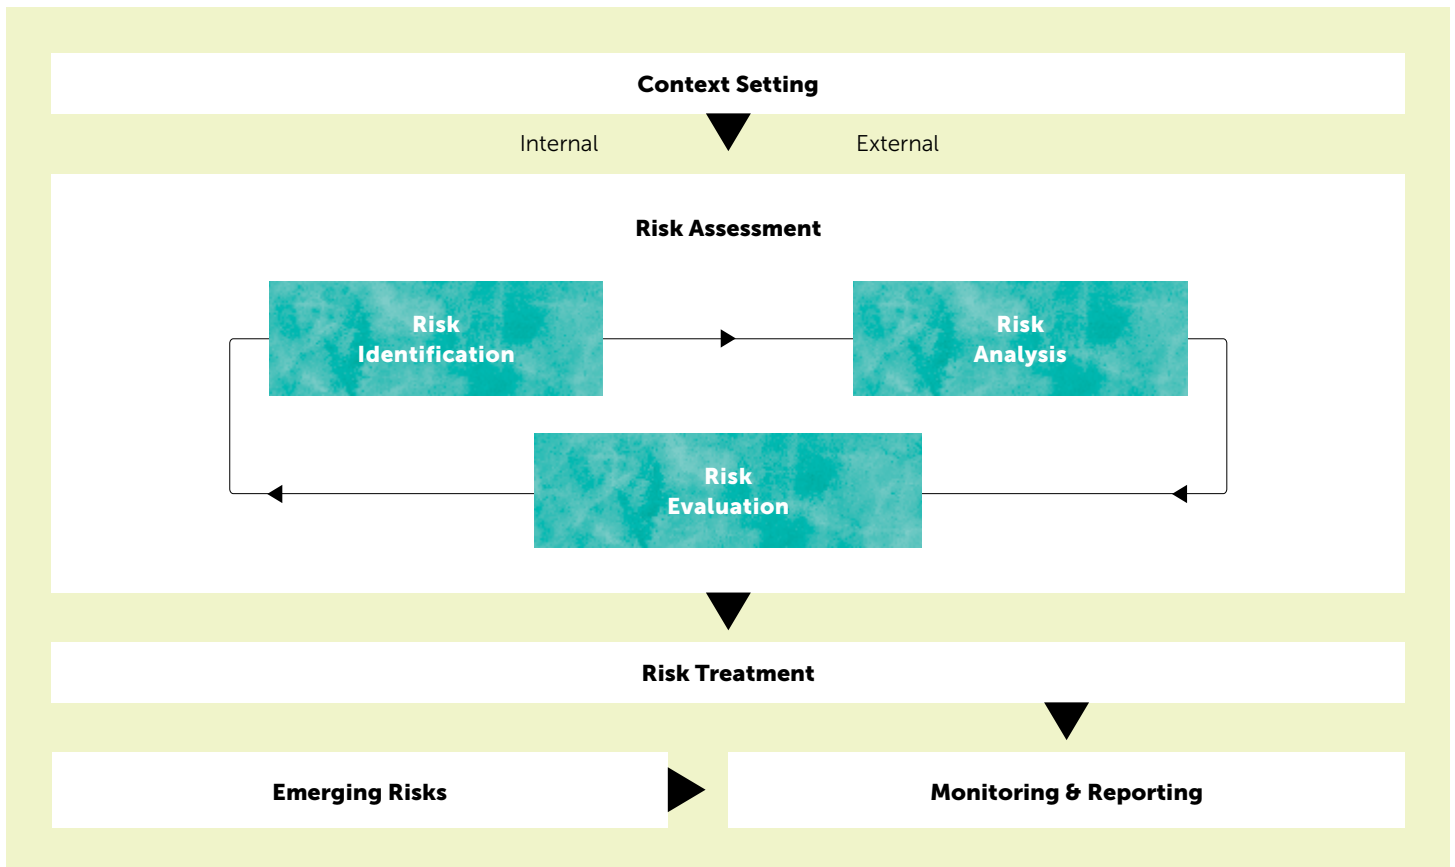 Context Setting
Internal
External
Risk Assessment
Risk
Identification
Risk
Analysis
Risk
Evaluation
Risk Treatment
Emerging Risks
Monitoring & Reporting